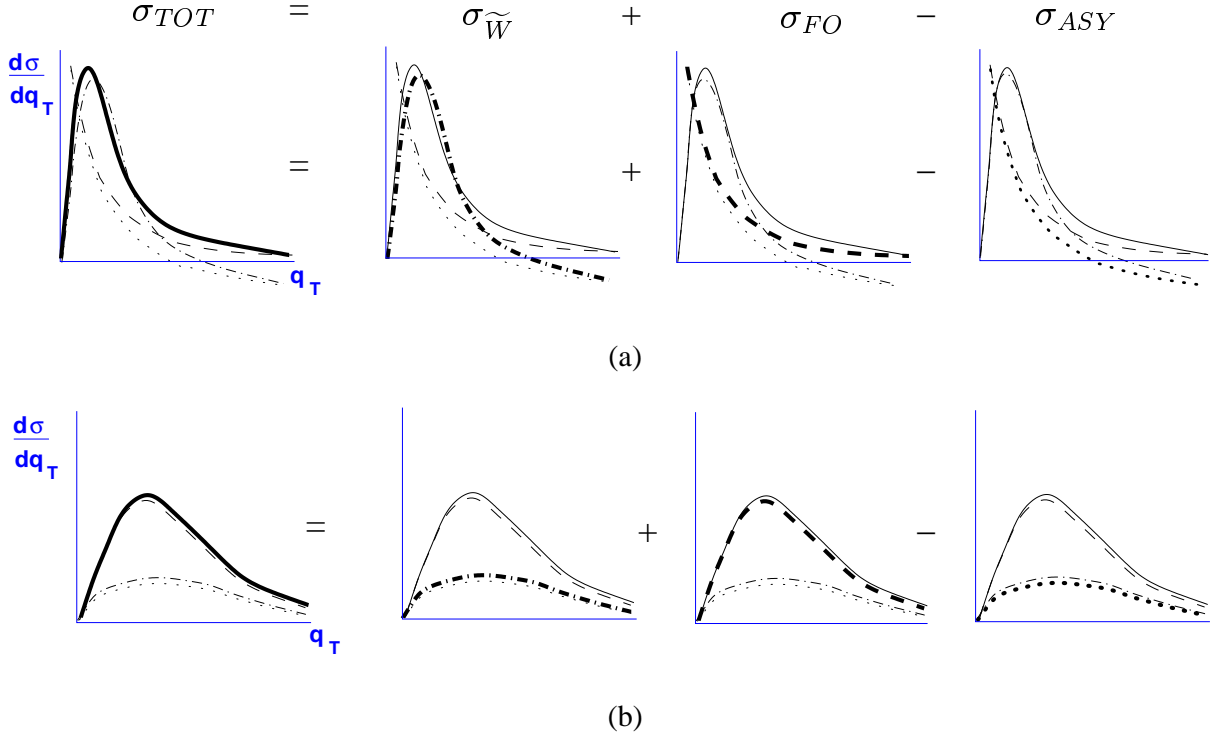 σ_TOT = σ_W̃ + σ_FO − σ_ASY
dσ
dq_T
= + −
q_T
(a)
dσ
dq_T
= + −
q_T
(b)